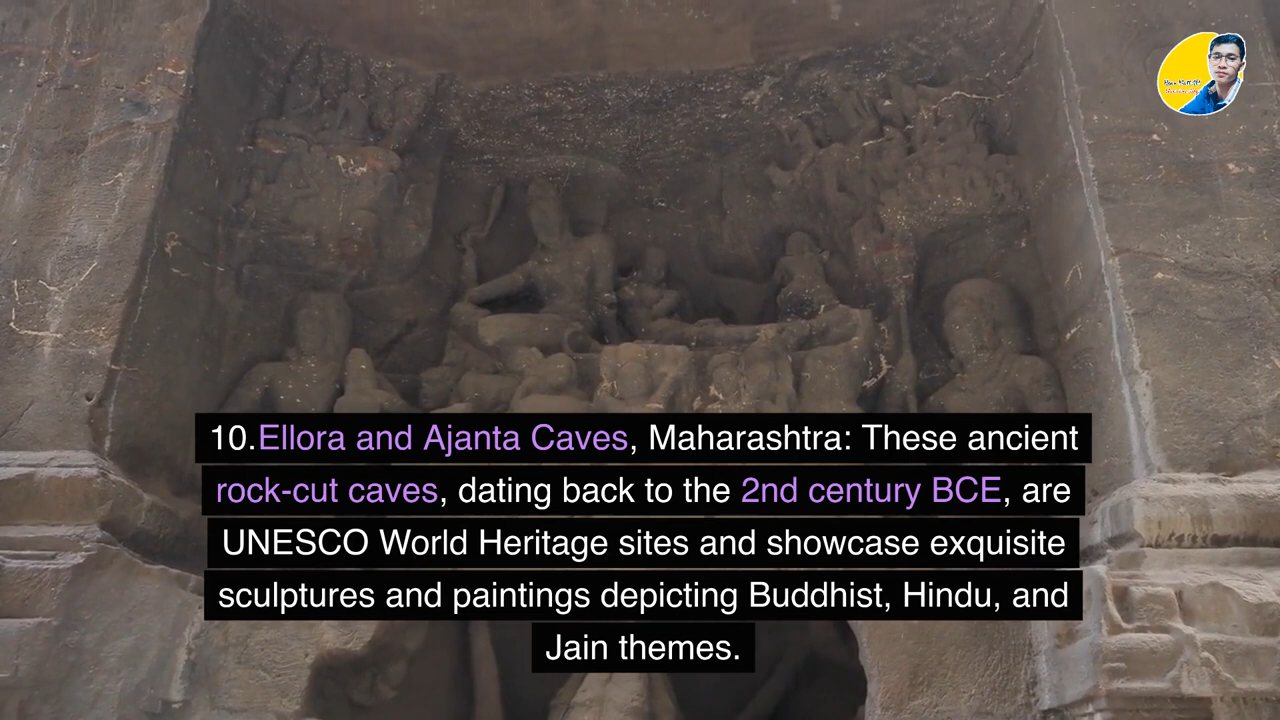 10.Ellora and Ajanta Caves, Maharashtra: These ancient
rock-cut caves, dating back to the 2nd century BCE, are
UNESCO World Heritage sites and showcase exquisite
sculptures and paintings depicting Buddhist, Hindu, and
Jain themes.